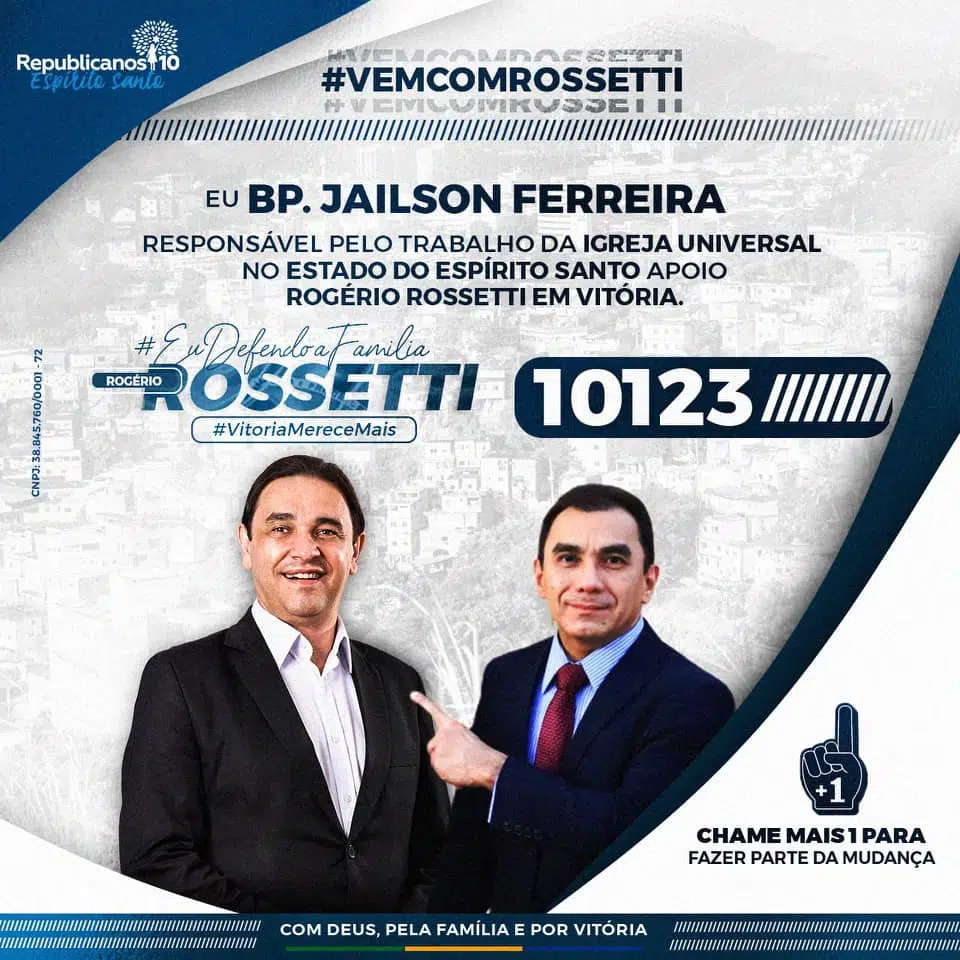 Republicanos 10
Espírito Santo
#VEMCOMROSSETTI
#VEMCOMROSSETTI
#VEMCOMROSSETTI
EU BP. JAILSON FERREIRA
RESPONSÁVEL PELO TRABALHO DA IGREJA UNIVERSAL
NO ESTADO DO ESPÍRITO SANTO APOIO
ROGÉRIO ROSSETTI EM VITÓRIA.
#EuDefendoaFamília
ROGÉRIO
ROSSETTI
#VitoriaMereceMais
10123
CNPJ: 38.845.760/0001 - 72
+1
CHAME MAIS 1 PARA
FAZER PARTE DA MUDANÇA
COM DEUS, PELA FAMÍLIA E POR VITÓRIA